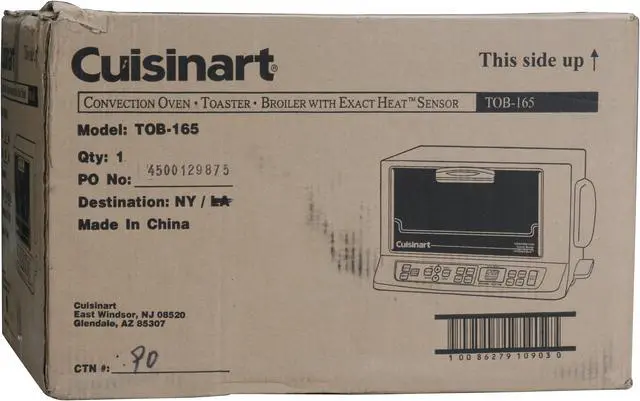 Cuisinart®
This side up ↑
CONVECTION OVEN • TOASTER • BROILER WITH EXACT HEAT™ SENSOR TOB-165
Model: TOB-165
Qty: 1
PO No: 4500129875
Destination: NY / LA
Made In China
Cuisinart
Cuisinart
East Windsor, NJ 08520
Glendale, AZ 85307
1 00 86279 10903 0
CTN #: 90